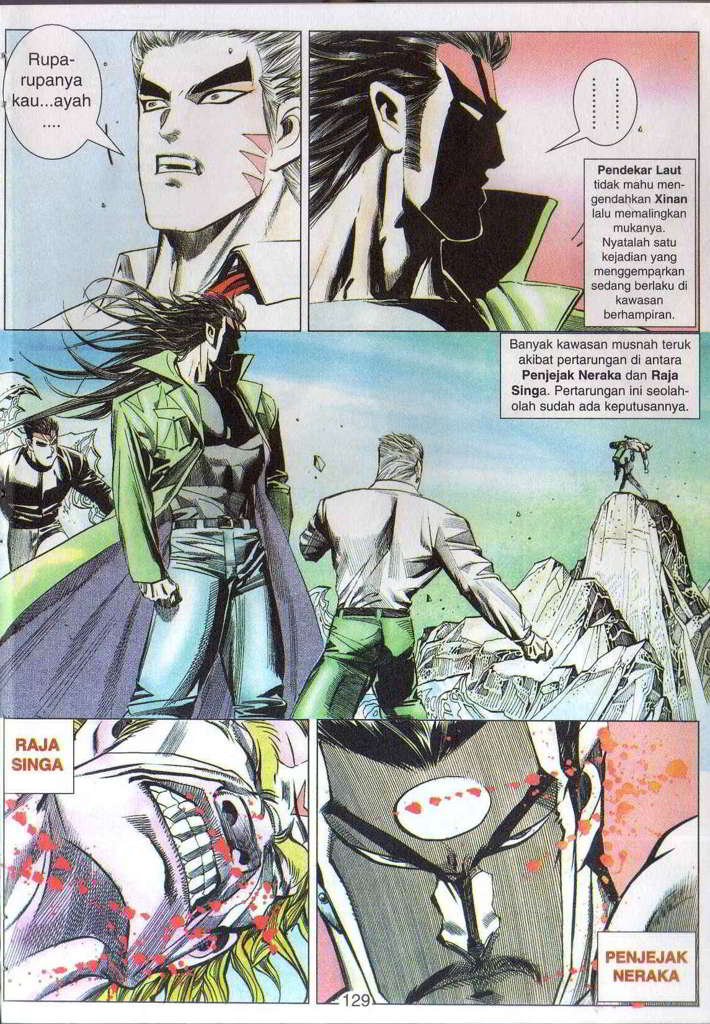 Rupa-
rupanya
kau...ayah
....
Pendekar Laut
tidak mahu men-
gendahkan Xinan
lalu memalingkan
mukanya.
Nyatalah satu
kejadian yang
menggemparkan
sedang berlaku di
kawasan
berhampiran.
Banyak kawasan musnah teruk
akibat pertarungan di antara
Penjejak Neraka dan Raja
Singa. Pertarungan ini seolah-
olah sudah ada keputusannya.
RAJA
SINGA
PENJEJAK
NERAKA
129